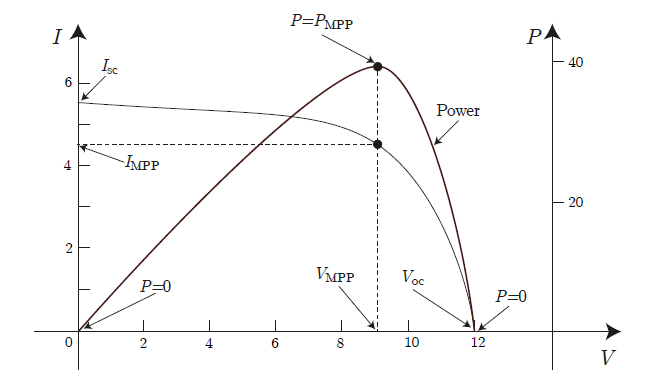 P=P_MPP
I
P
I_sc
6
40
Power
I_MPP
4
20
2
V_MPP
V_oc
P=0
P=0
0
2
4
6
8
10
12
V